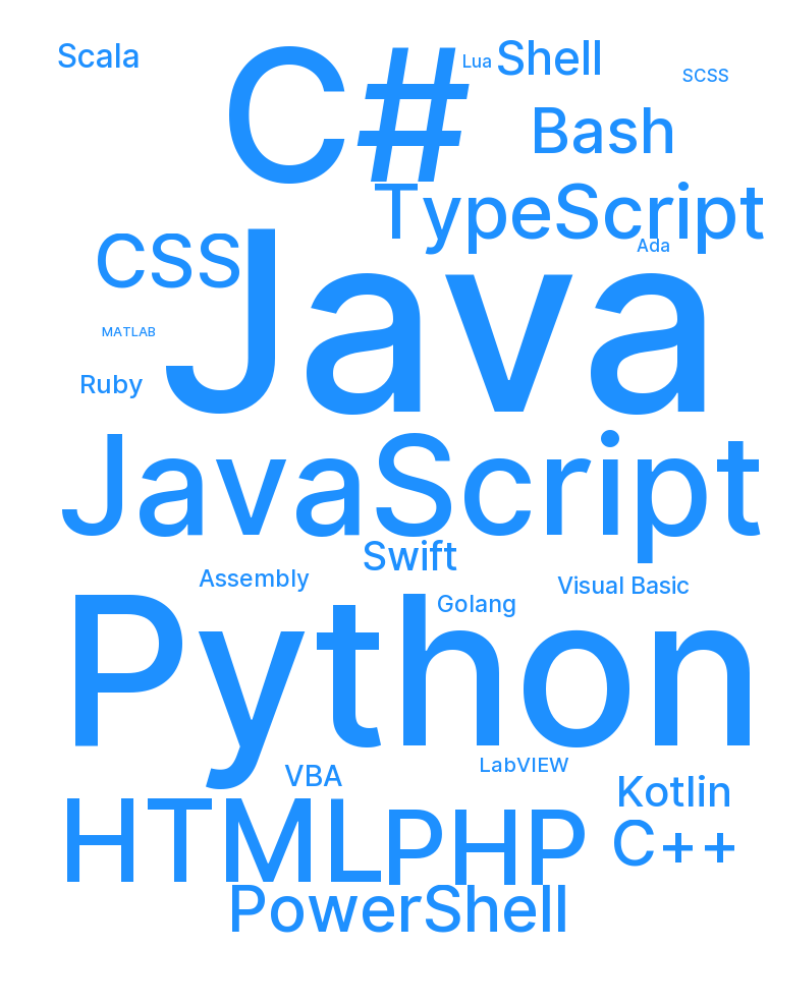 Scala
C#
Lua
Shell
SCSS
Bash
TypeScript
Ada
CSS
Java
MATLAB
Ruby
JavaScript
Swift
Assembly
Visual Basic
Golang
Python
VBA
LabVIEW
Kotlin
HTML
PHP
C++
PowerShell